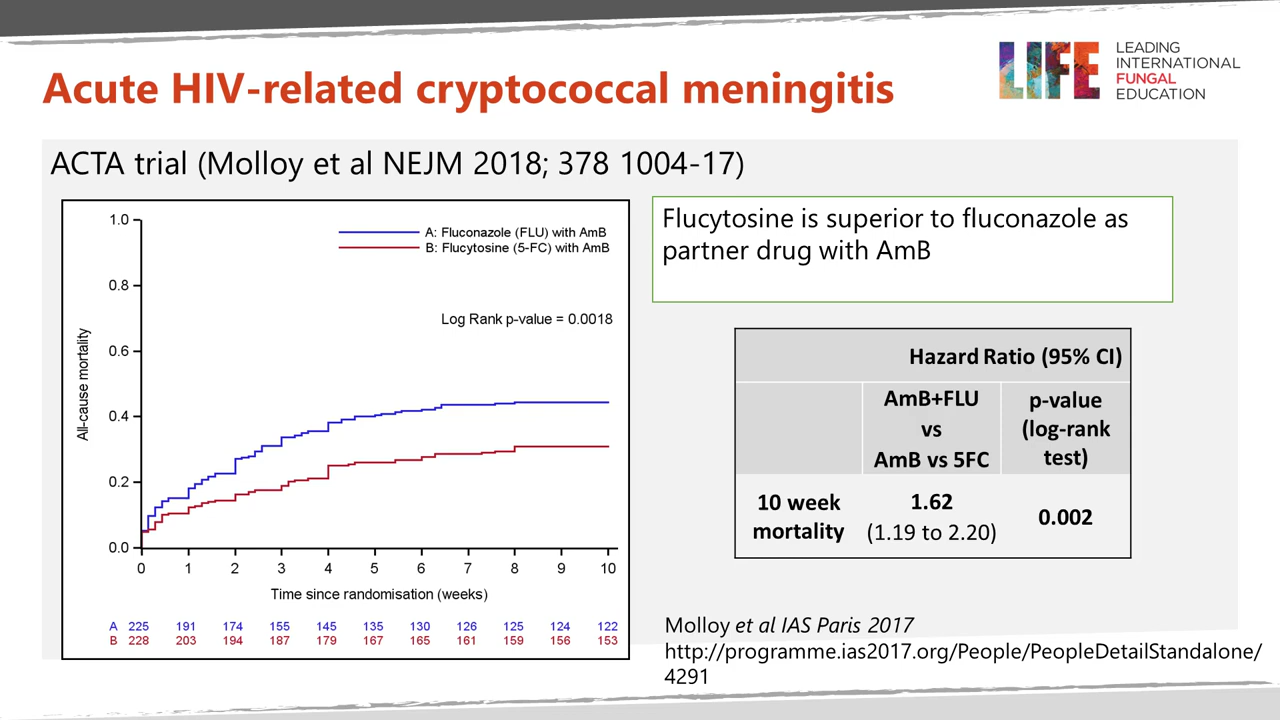 Acute HIV-related cryptococcal meningitis
LIFE
LEADING
INTERNATIONAL
FUNGAL
EDUCATION
ACTA trial (Molloy et al NEJM 2018; 378 1004-17)
1.0
0.8
0.6
0.4
0.2
0.0
All-cause mortality
A: Fluconazole (FLU) with AmB
B: Flucytosine (5-FC) with AmB
Log Rank p-value = 0.0018
0 1 2 3 4 5 6 7 8 9 10
Time since randomisation (weeks)
A 225 191 174 155 145 135 130 126 125 124 122
B 228 203 194 187 179 167 165 161 159 156 153
Flucytosine is superior to fluconazole as
partner drug with AmB
Hazard Ratio (95% CI)
AmB+FLU
vs
AmB vs 5FC
p-value
(log-rank
test)
10 week
mortality
1.62
(1.19 to 2.20)
0.002
Molloy et al IAS Paris 2017
http://programme.ias2017.org/People/PeopleDetailStandalone/
4291